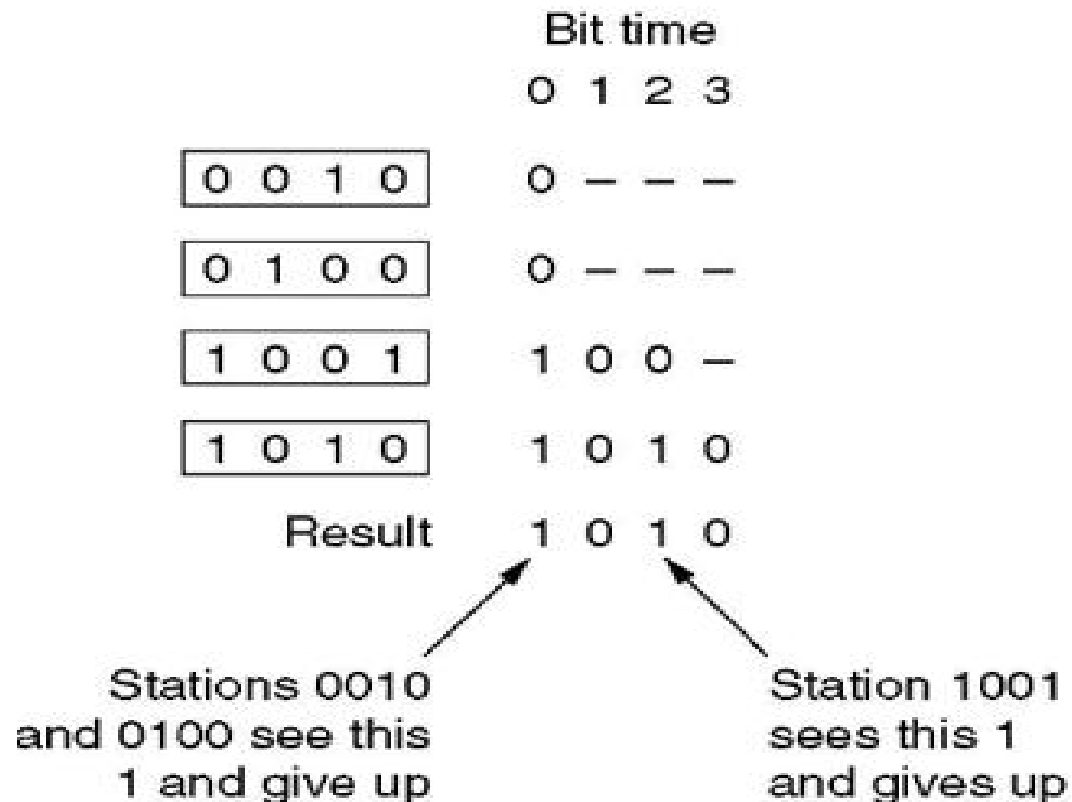 Bit time
0 1 2 3
0 0 1 0 0 – – –
0 1 0 0 0 – – –
1 0 0 1 1 0 0 –
1 0 1 0 1 0 1 0
Result 1 0 1 0
Stations 0010
and 0100 see this
1 and give up
Station 1001
sees this 1
and gives up